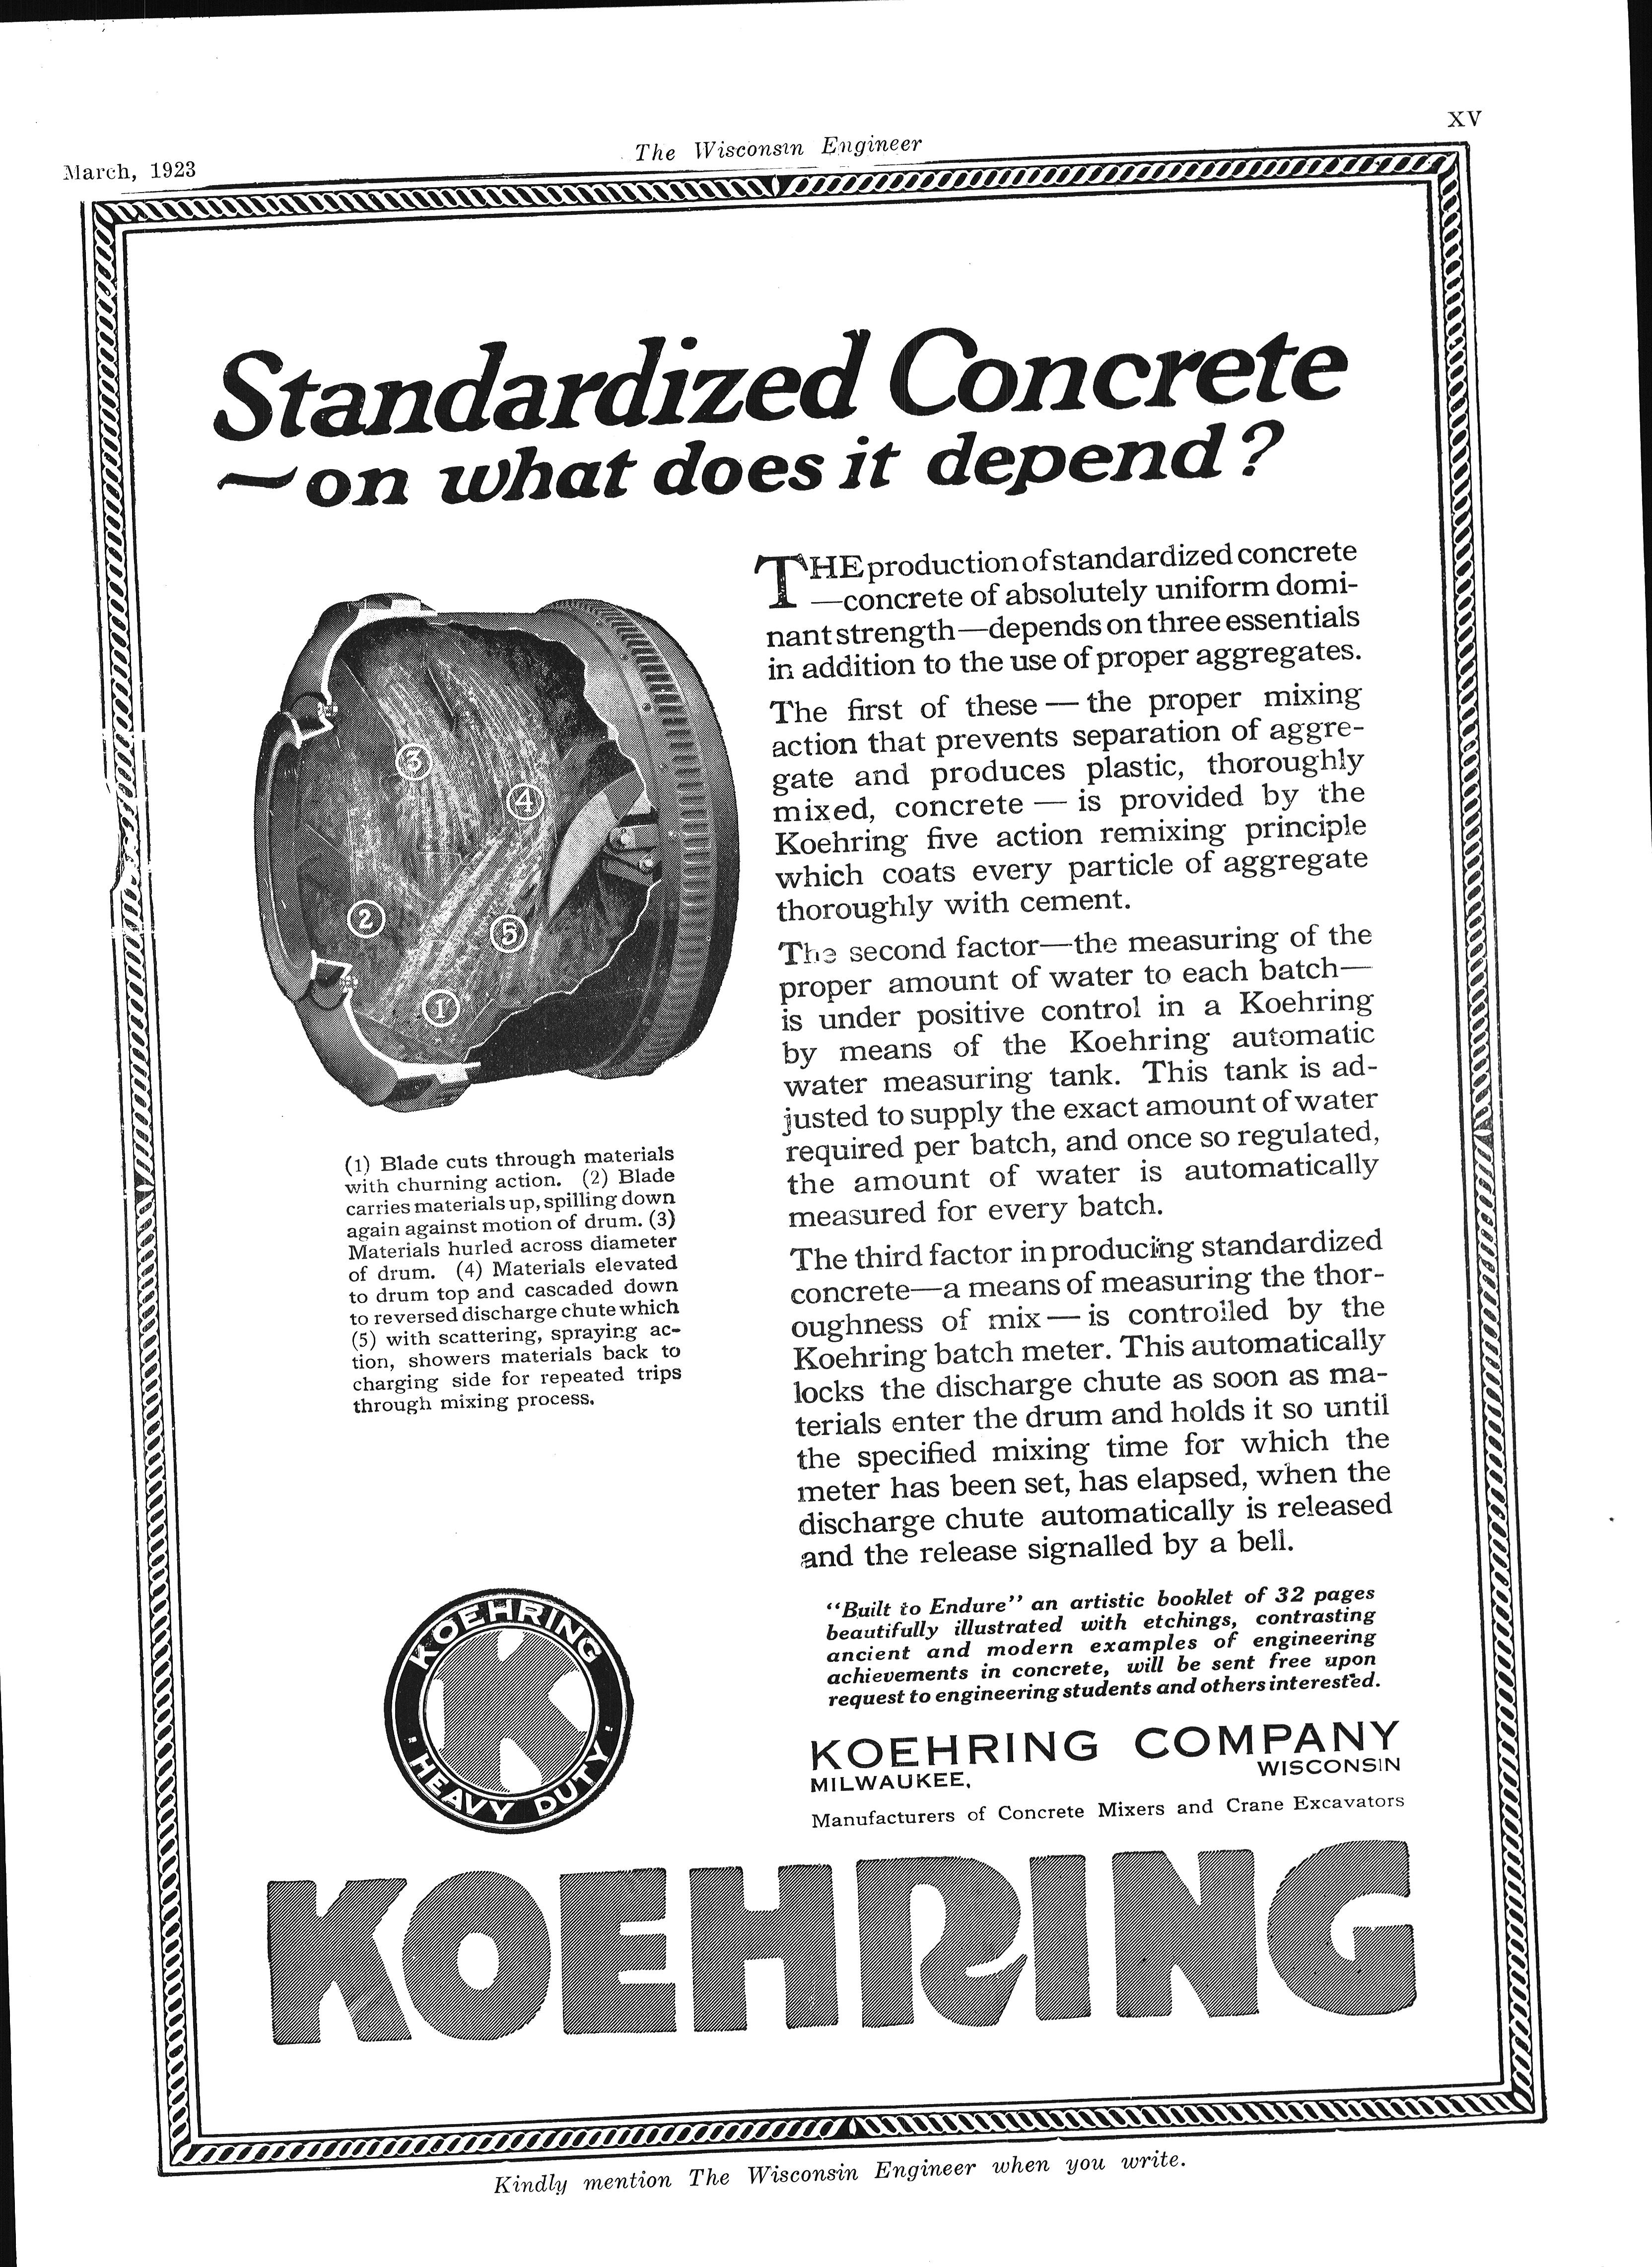 March, 1923
The Wisconsin Engineer
XV
Standardized Concrete
~on what does it depend?
THE production of standardized concrete
—concrete of absolutely uniform domi-
nant strength—depends on three essentials
in addition to the use of proper aggregates.
The first of these — the proper mixing
action that prevents separation of aggre-
gate and produces plastic, thoroughly
mixed, concrete — is provided by the
Koehring five action remixing principle
which coats every particle of aggregate
thoroughly with cement.
The second factor—the measuring of the
proper amount of water to each batch—
is under positive control in a Koehring
by means of the Koehring automatic
water measuring tank. This tank is ad-
justed to supply the exact amount of water
required per batch, and once so regulated,
the amount of water is automatically
measured for every batch.
The third factor in producing standardized
concrete—a means of measuring the thor-
oughness of mix — is controlled by the
Koehring batch meter. This automatically
locks the discharge chute as soon as ma-
terials enter the drum and holds it so until
the specified mixing time for which the
meter has been set, has elapsed, when the
discharge chute automatically is released
and the release signalled by a bell.
3
4
2
5
1
(1) Blade cuts through materials
with churning action. (2) Blade
carries materials up, spilling down
again against motion of drum. (3)
Materials hurled across diameter
of drum. (4) Materials elevated
to drum top and cascaded down
to reversed discharge chute which
(5) with scattering, spraying ac-
tion, showers materials back to
charging side for repeated trips
through mixing process.
"Built to Endure" an artistic booklet of 32 pages
beautifully illustrated with etchings, contrasting
ancient and modern examples of engineering
achievements in concrete, will be sent free upon
request to engineering students and others interested.
KOEHRING
K
HEAVY DUTY
KOEHRING COMPANY
MILWAUKEE, WISCONSIN
Manufacturers of Concrete Mixers and Crane Excavators
KOEHRING
Kindly mention The Wisconsin Engineer when you write.